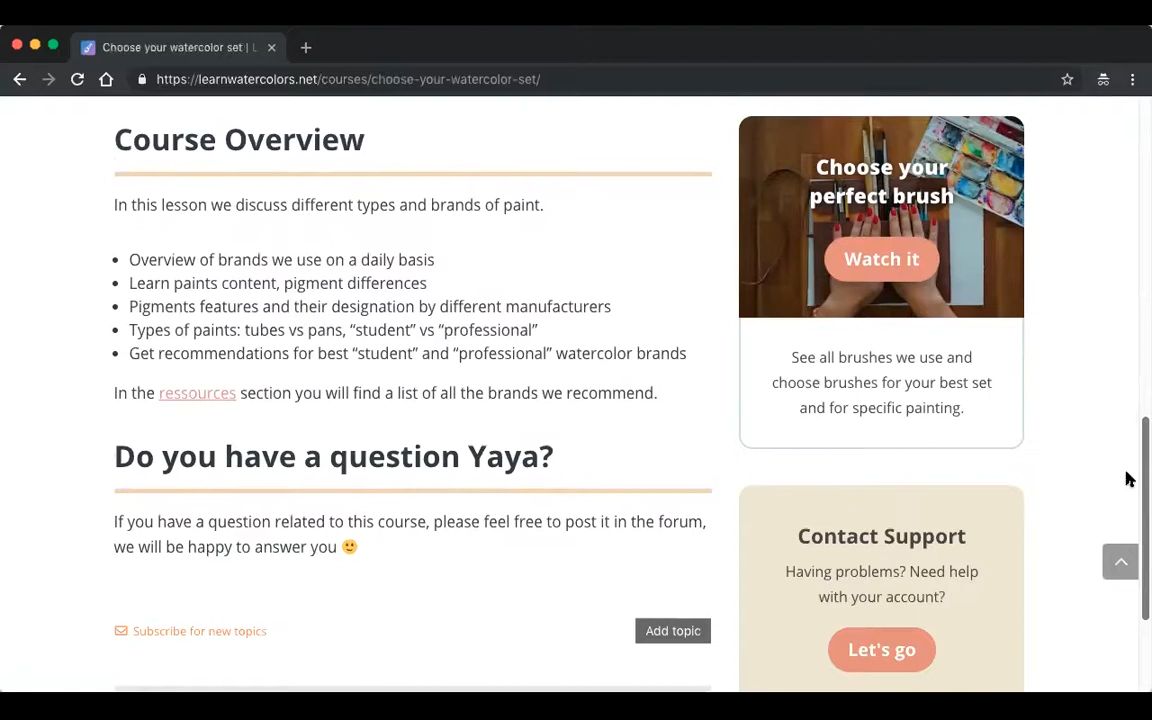 Choose your watercolor set | L
https://learnwatercolors.net/courses/choose-your-watercolor-set/
Course Overview
In this lesson we discuss different types and brands of paint.
• Overview of brands we use on a daily basis
• Learn paints content, pigment differences
• Pigments features and their designation by different manufacturers
• Types of paints: tubes vs pans, “student” vs “professional”
• Get recommendations for best “student” and “professional” watercolor brands
In the ressources section you will find a list of all the brands we recommend.
Do you have a question Yaya?
If you have a question related to this course, please feel free to post it in the forum,
we will be happy to answer you 🙂
Subscribe for new topics
Add topic
Choose your
perfect brush
Watch it
See all brushes we use and
choose brushes for your best set
and for specific painting.
Contact Support
Having problems? Need help
with your account?
Let's go